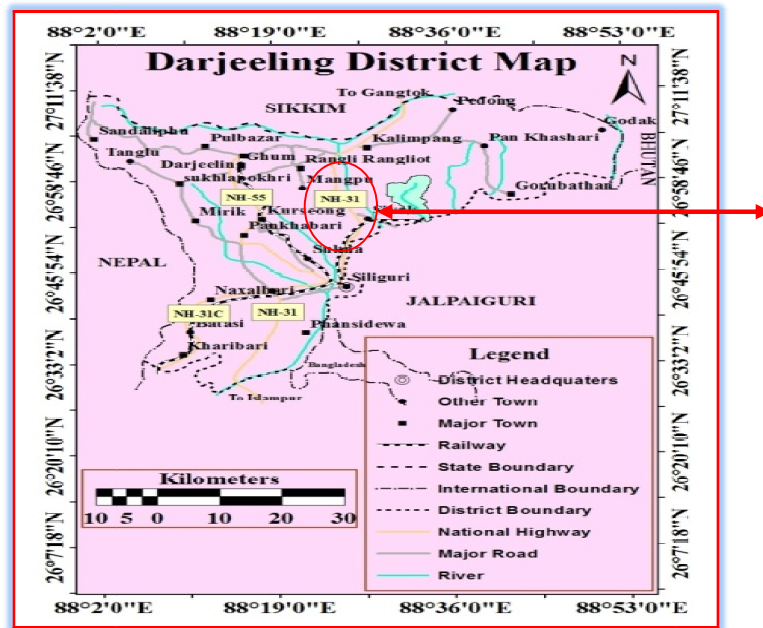 88°2'0"E 88°19'0"E 88°36'0"E 88°53'0"E
Darjeeling District Map
N
27°11'38"N
27°11'38"N
To Gangtok
Pedong
SIKKIM
Godak
Sandaliphu
Pulbazar
Kalimpang
Pan Khashari
BHUTAN
Tanglu
Ghum
Rangli Rangliot
Darjeeling
Mangpu
sukhlapokhri
26°58'46"N
26°58'46"N
NH-55
NH-31
Gorubathan
Mirik
Kurseong
Pankhabari
NEPAL
Siliguri
26°45'54"N
26°45'54"N
Naxalbari
JALPAIGURI
NH-31C
NH-31
Batasi
Phansidewa
Kharibari
26°33'2"N
26°33'2"N
Bangladesh
To Islampur
Legend
District Headquaters
Other Town
Major Town
Railway
State Boundary
International Boundary
District Boundary
National Highway
Major Road
River
26°20'10"N
26°20'10"N
Kilometers
10 5 0 10 20 30
26°7'18"N
26°7'18"N
88°2'0"E 88°19'0"E 88°36'0"E 88°53'0"E